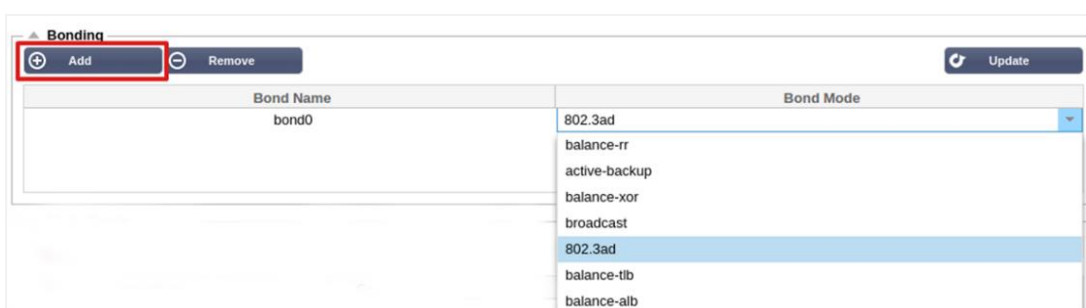 Bonding
Add Remove Update
Bond Name Bond Mode
bond0 802.3ad
balance-rr
active-backup
balance-xor
broadcast
802.3ad
balance-tlb
balance-alb